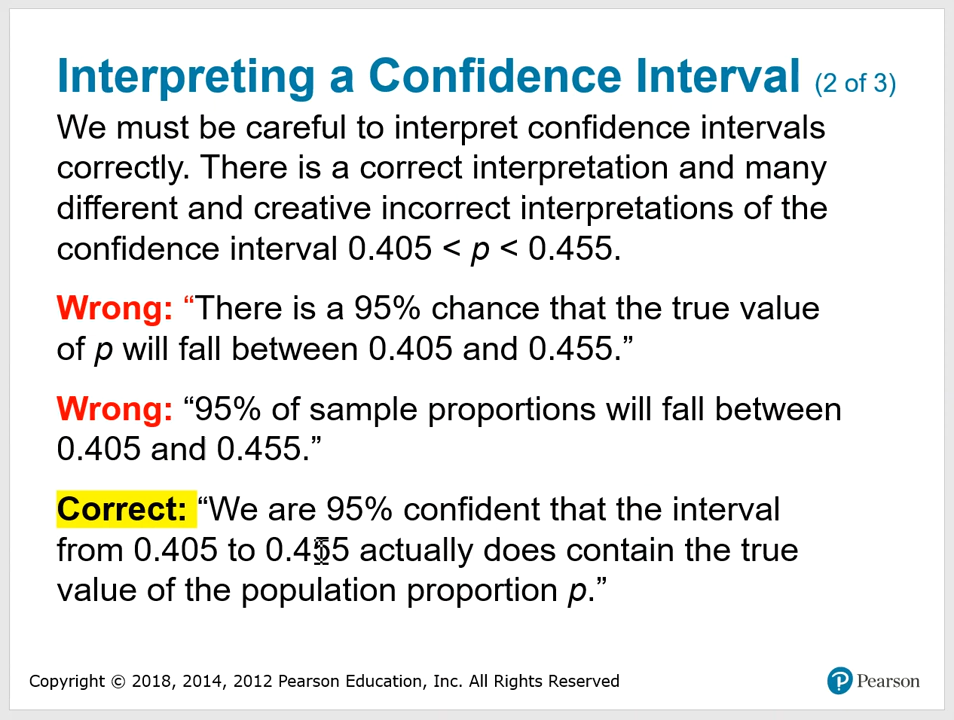 Interpreting a Confidence Interval (2 of 3)
We must be careful to interpret confidence intervals
correctly. There is a correct interpretation and many
different and creative incorrect interpretations of the
confidence interval 0.405 < p < 0.455.
Wrong: “There is a 95% chance that the true value
of p will fall between 0.405 and 0.455.”
Wrong: “95% of sample proportions will fall between
0.405 and 0.455.”
Correct: “We are 95% confident that the interval
from 0.405 to 0.455 actually does contain the true
value of the population proportion p.”
Copyright © 2018, 2014, 2012 Pearson Education, Inc. All Rights Reserved
P Pearson